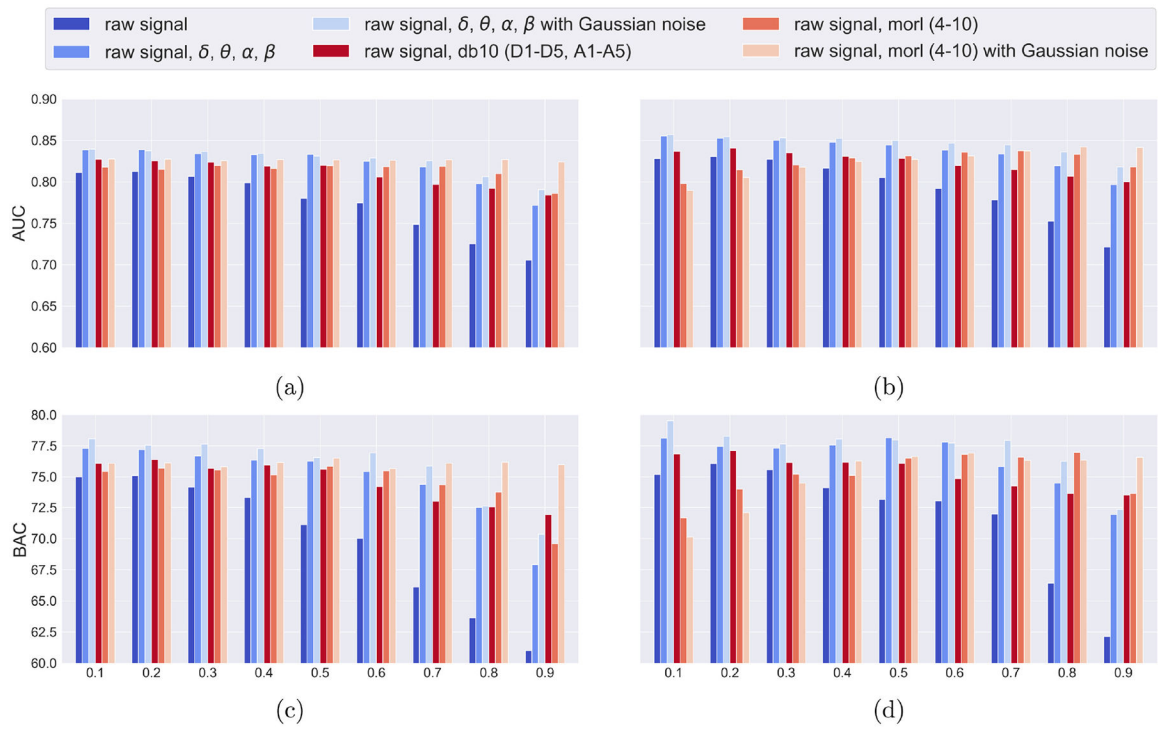 raw signal
raw signal, δ, θ, α, β
raw signal, δ, θ, α, β with Gaussian noise
raw signal, db10 (D1-D5, A1-A5)
raw signal, morl (4-10)
raw signal, morl (4-10) with Gaussian noise
AUC
0.90
0.85
0.80
0.75
0.70
0.65
0.60
(a)
(b)
BAC
80.0
77.5
75.0
72.5
70.0
67.5
65.0
62.5
60.0
0.1 0.2 0.3 0.4 0.5 0.6 0.7 0.8 0.9
0.1 0.2 0.3 0.4 0.5 0.6 0.7 0.8 0.9
(c)
(d)